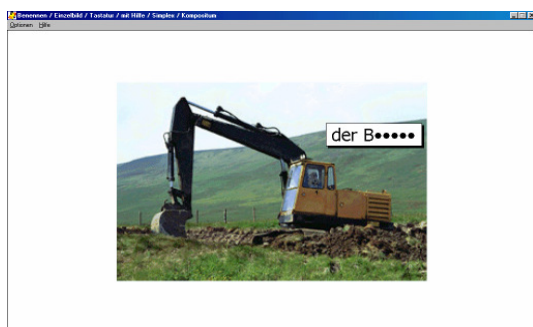 Benennen / Einzelbild / Tastatur / mit Hilfe / Simplex / Kompositum
Optionen Hilfe
der B•••••